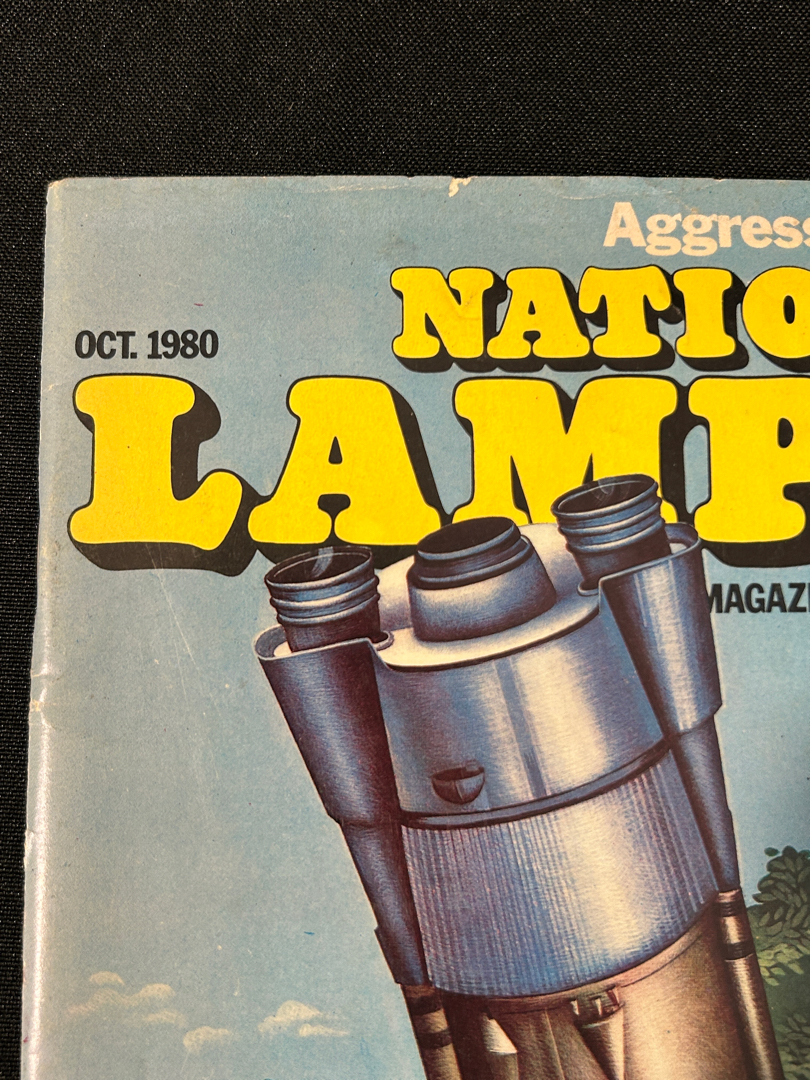 Aggress
NATIO
OCT. 1980
LAMP
MAGAZI